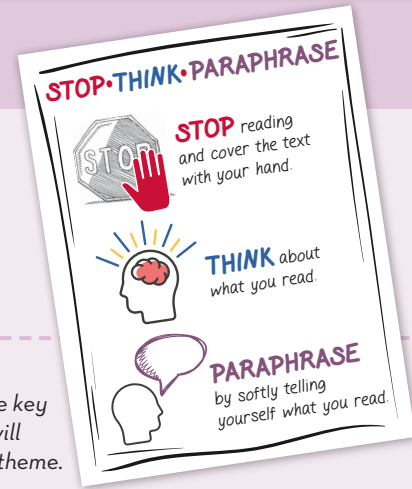 STOP•THINK•PARAPHRASE
STOP
STOP reading
and cover the text
with your hand.
THINK about
what you read.
PARAPHRASE
by softly telling
yourself what you read.
key
theme.